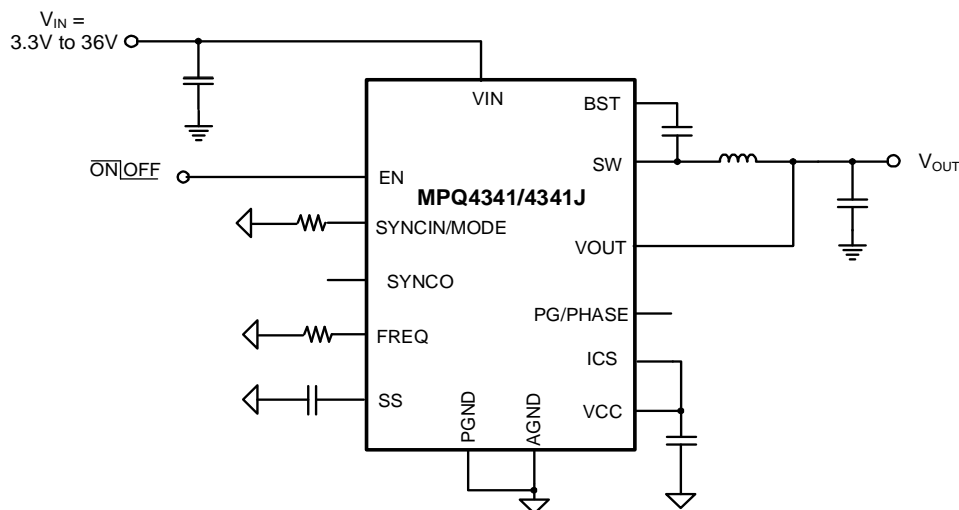 VIN =
3.3V to 36V
VIN
BST
ON OFF
EN
SW
VOUT
MPQ4341/4341J
SYNCIN/MODE
VOUT
SYNCO
PG/PHASE
FREQ
ICS
SS
VCC
PGND
AGND